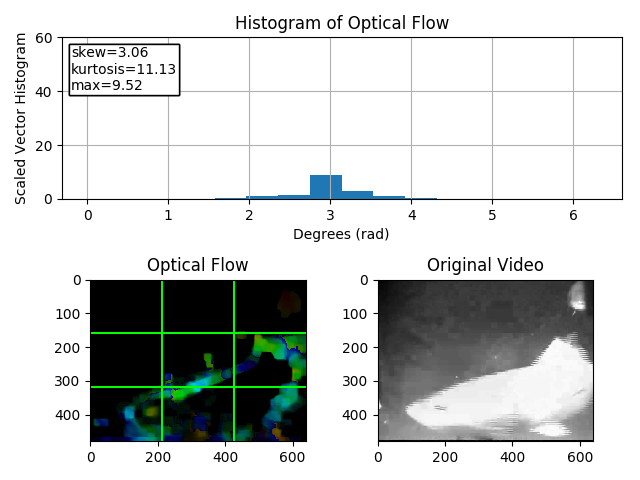 Histogram of Optical Flow
Scaled Vector Histogram
60
40
20
0
skew=3.06
kurtosis=11.13
max=9.52
0 1 2 3 4 5 6
Degrees (rad)
Optical Flow
0
100
200
300
400
0 200 400 600
Original Video
0
100
200
300
400
0 200 400 600